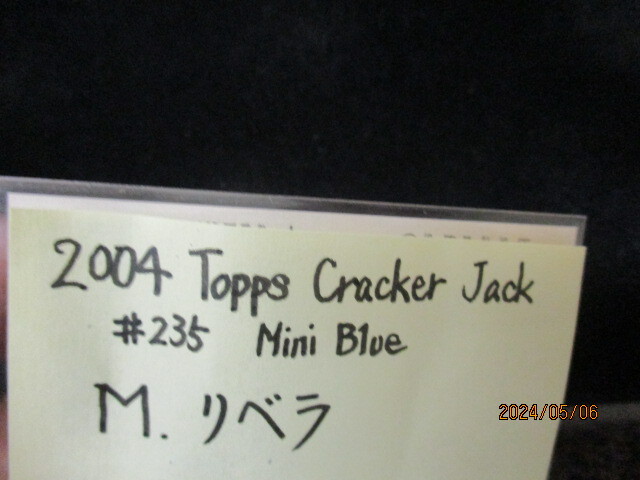 2004 Topps Cracker Jack
#235 Mini Blue
M. リベラ
2024/05/06